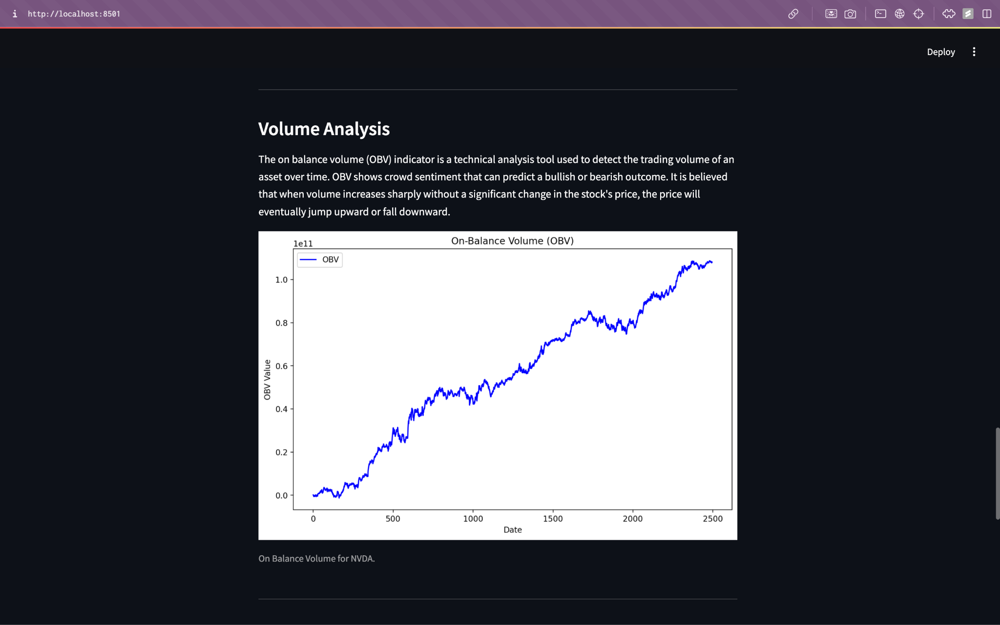 http://localhost:8501
Deploy
Volume Analysis
The on balance volume (OBV) indicator is a technical analysis tool used to detect the trading volume of an
asset over time. OBV shows crowd sentiment that can predict a bullish or bearish outcome. It is believed
that when volume increases sharply without a significant change in the stock's price, the price will
eventually jump upward or fall downward.
On-Balance Volume (OBV)
1e11
OBV
1.0
0.8
0.6
0.4
0.2
0.0
OBV Value
0 500 1000 1500 2000 2500
Date
On Balance Volume for NVDA.